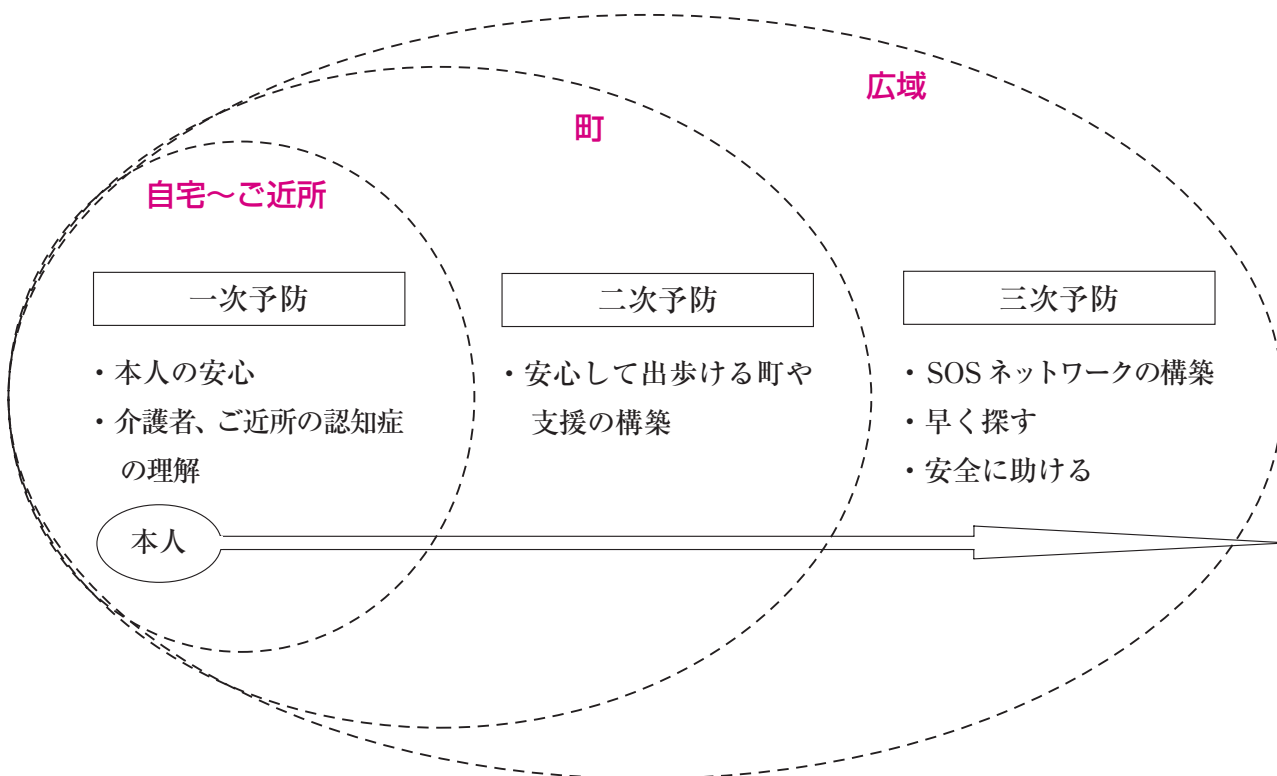 広域
町
自宅～ご近所
一次予防
・本人の安心
・介護者、ご近所の認知症
の理解
二次予防
・安心して出歩ける町や
支援の構築
三次予防
・SOSネットワークの構築
・早く探す
・安全に助ける
本人